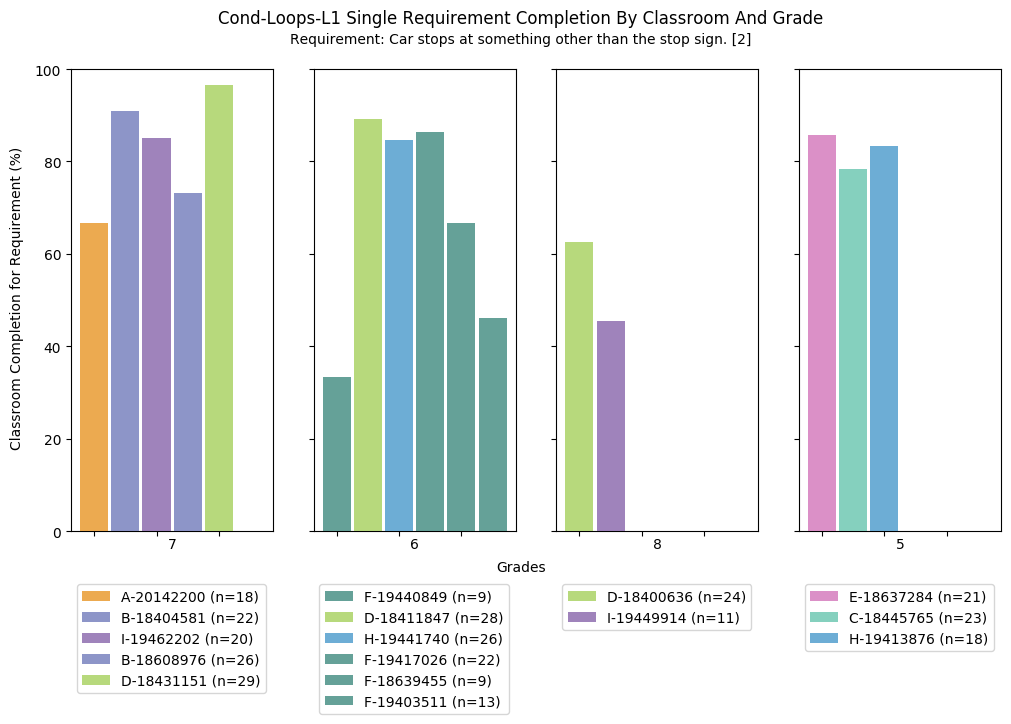 Cond-Loops-L1 Single Requirement Completion By Classroom And Grade
Requirement: Car stops at something other than the stop sign. [2]
Classroom Completion for Requirement (%)
100
80
60
40
20
0
7
6
8
5
Grades
A-20142200 (n=18)
B-18404581 (n=22)
I-19462202 (n=20)
B-18608976 (n=26)
D-18431151 (n=29)
F-19440849 (n=9)
D-18411847 (n=28)
H-19441740 (n=26)
F-19417026 (n=22)
F-18639455 (n=9)
F-19403511 (n=13)
D-18400636 (n=24)
I-19449914 (n=11)
E-18637284 (n=21)
C-18445765 (n=23)
H-19413876 (n=18)